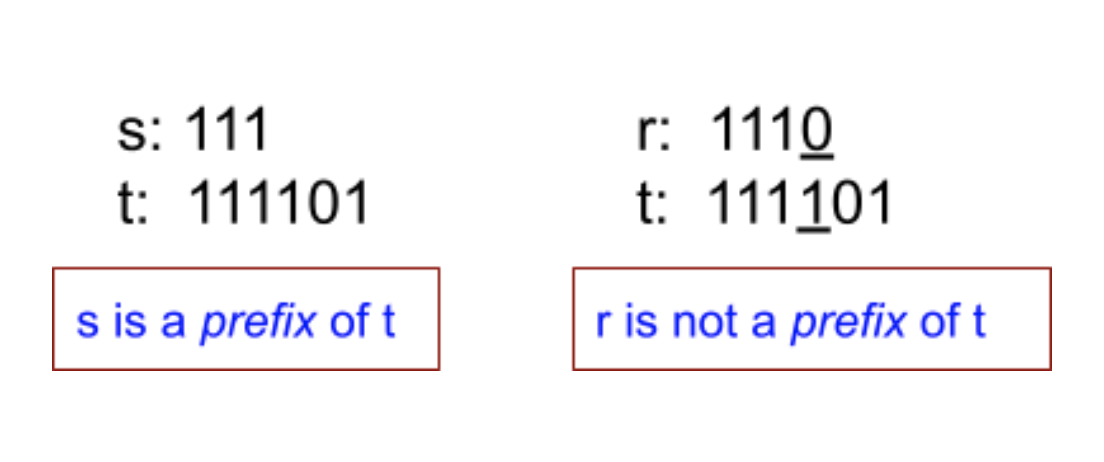 s: 111
t: 111101
s is a prefix of t
r: 1110
t: 111101
r is not a prefix of t